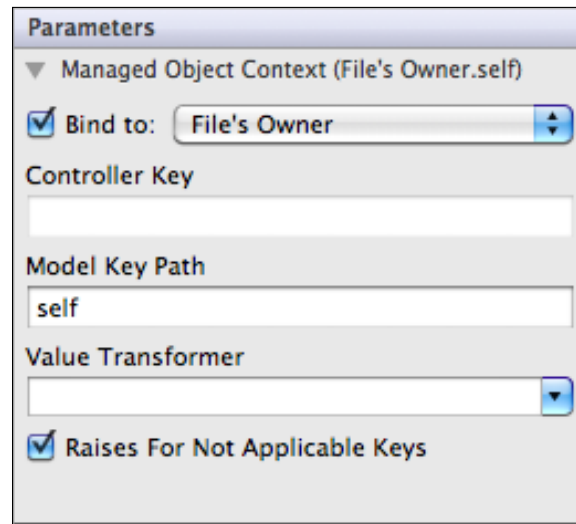 Parameters
Managed Object Context (File's Owner.self)
Bind to: File's Owner
Controller Key
Model Key Path
self
Value Transformer
Raises For Not Applicable Keys